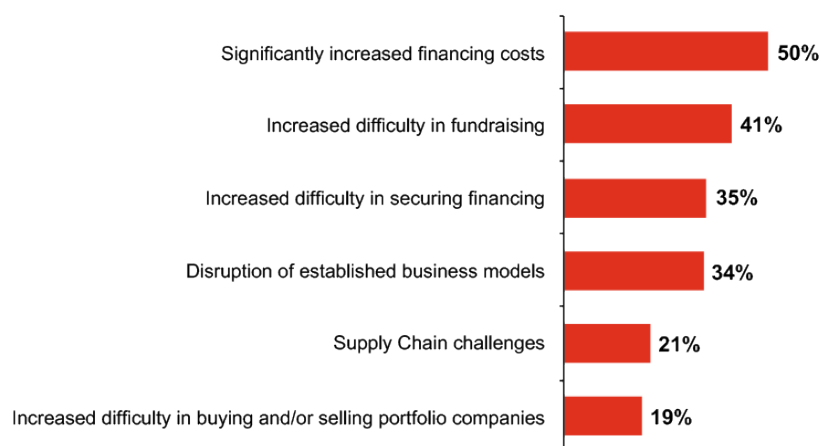 Significantly increased financing costs 50%
Increased difficulty in fundraising 41%
Increased difficulty in securing financing 35%
Disruption of established business models 34%
Supply Chain challenges 21%
Increased difficulty in buying and/or selling portfolio companies 19%